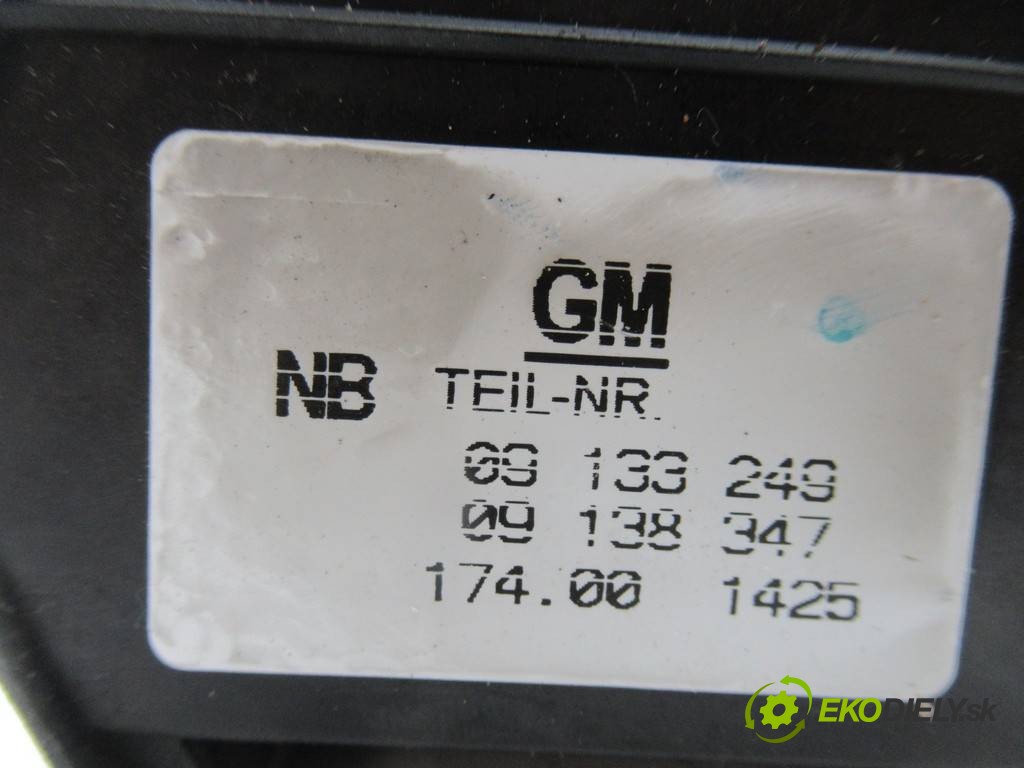 GM
NB TEIL-NR.
09 133 249
09 138 347
174.00 1425
EKODIELY.sk